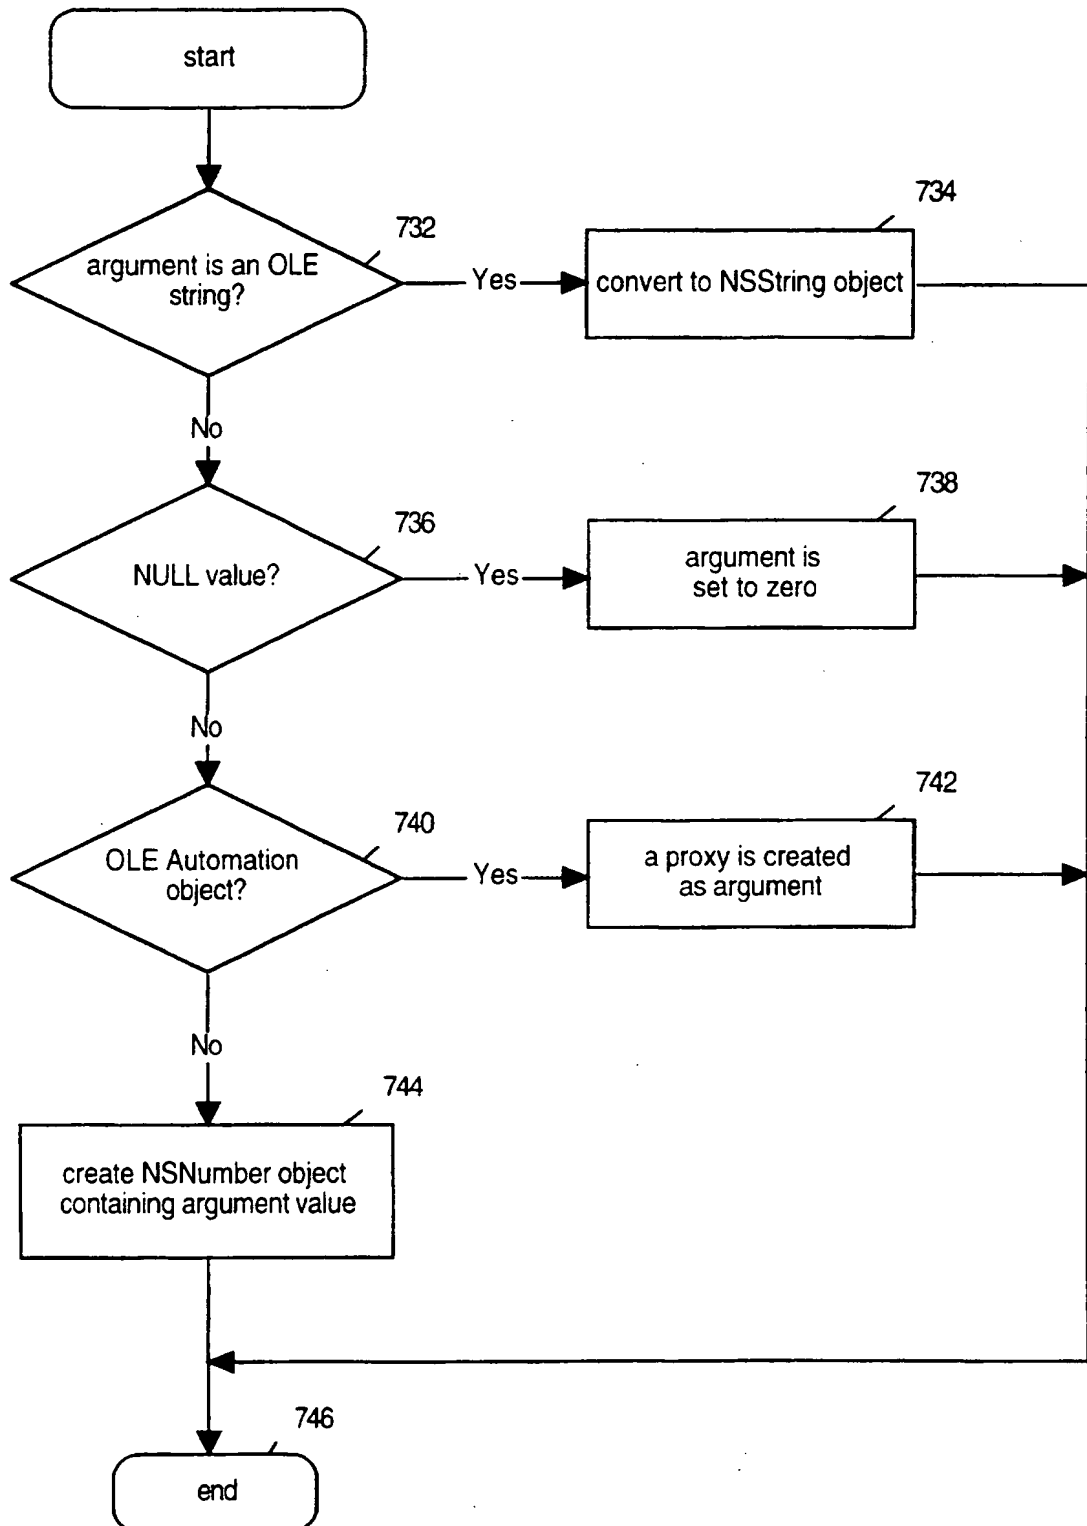 start
732
734
argument is an OLE
string?
Yes
convert to NSString object
No
736
738
NULL value?
Yes
argument is
set to zero
No
740
742
OLE Automation
object?
Yes
a proxy is created
as argument
No
744
create NSNumber object
containing argument value
746
end